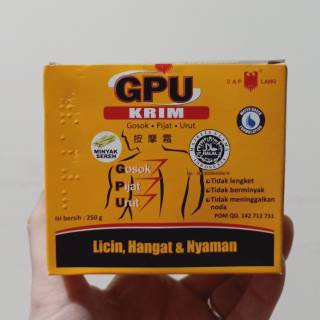 CAP LANG
GPU
KRIM
Gosok • Pijat • Urut
按摩霜
MINYAK SEREH
HALAL
Gosok
Pijat
Urut
Tidak lengket
Tidak berminyak
Tidak meninggalkan
noda
Isi bersih : 250 g
POM QD. 142 712 731
Licin, Hangat & Nyaman